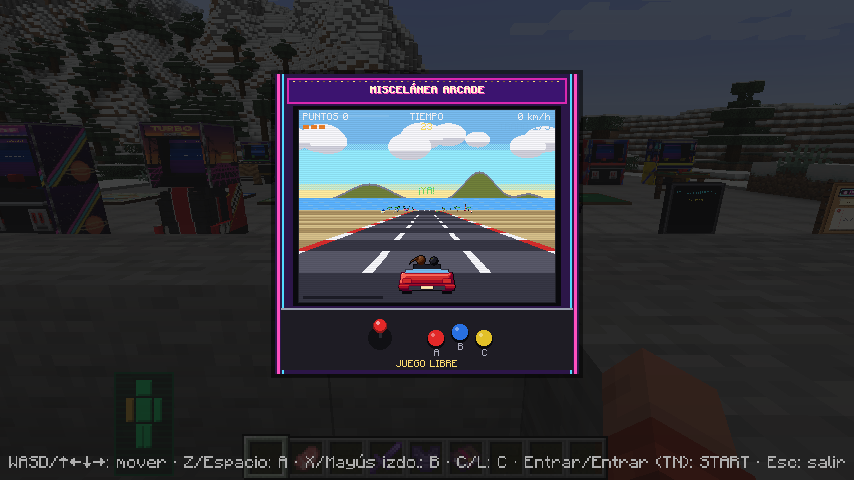 MISCELÁNEA ARCADE
PUNTOS 0 TIEMPO 0 km/h
¡YA!
A B C
JUEGO LIBRE
TURBO
WASD/↑←↓→: mover · Z/Espacio: A · X/Mayús izdo.: B · C/L: C · Entrar/Entrar (TN): START · Esc: salir